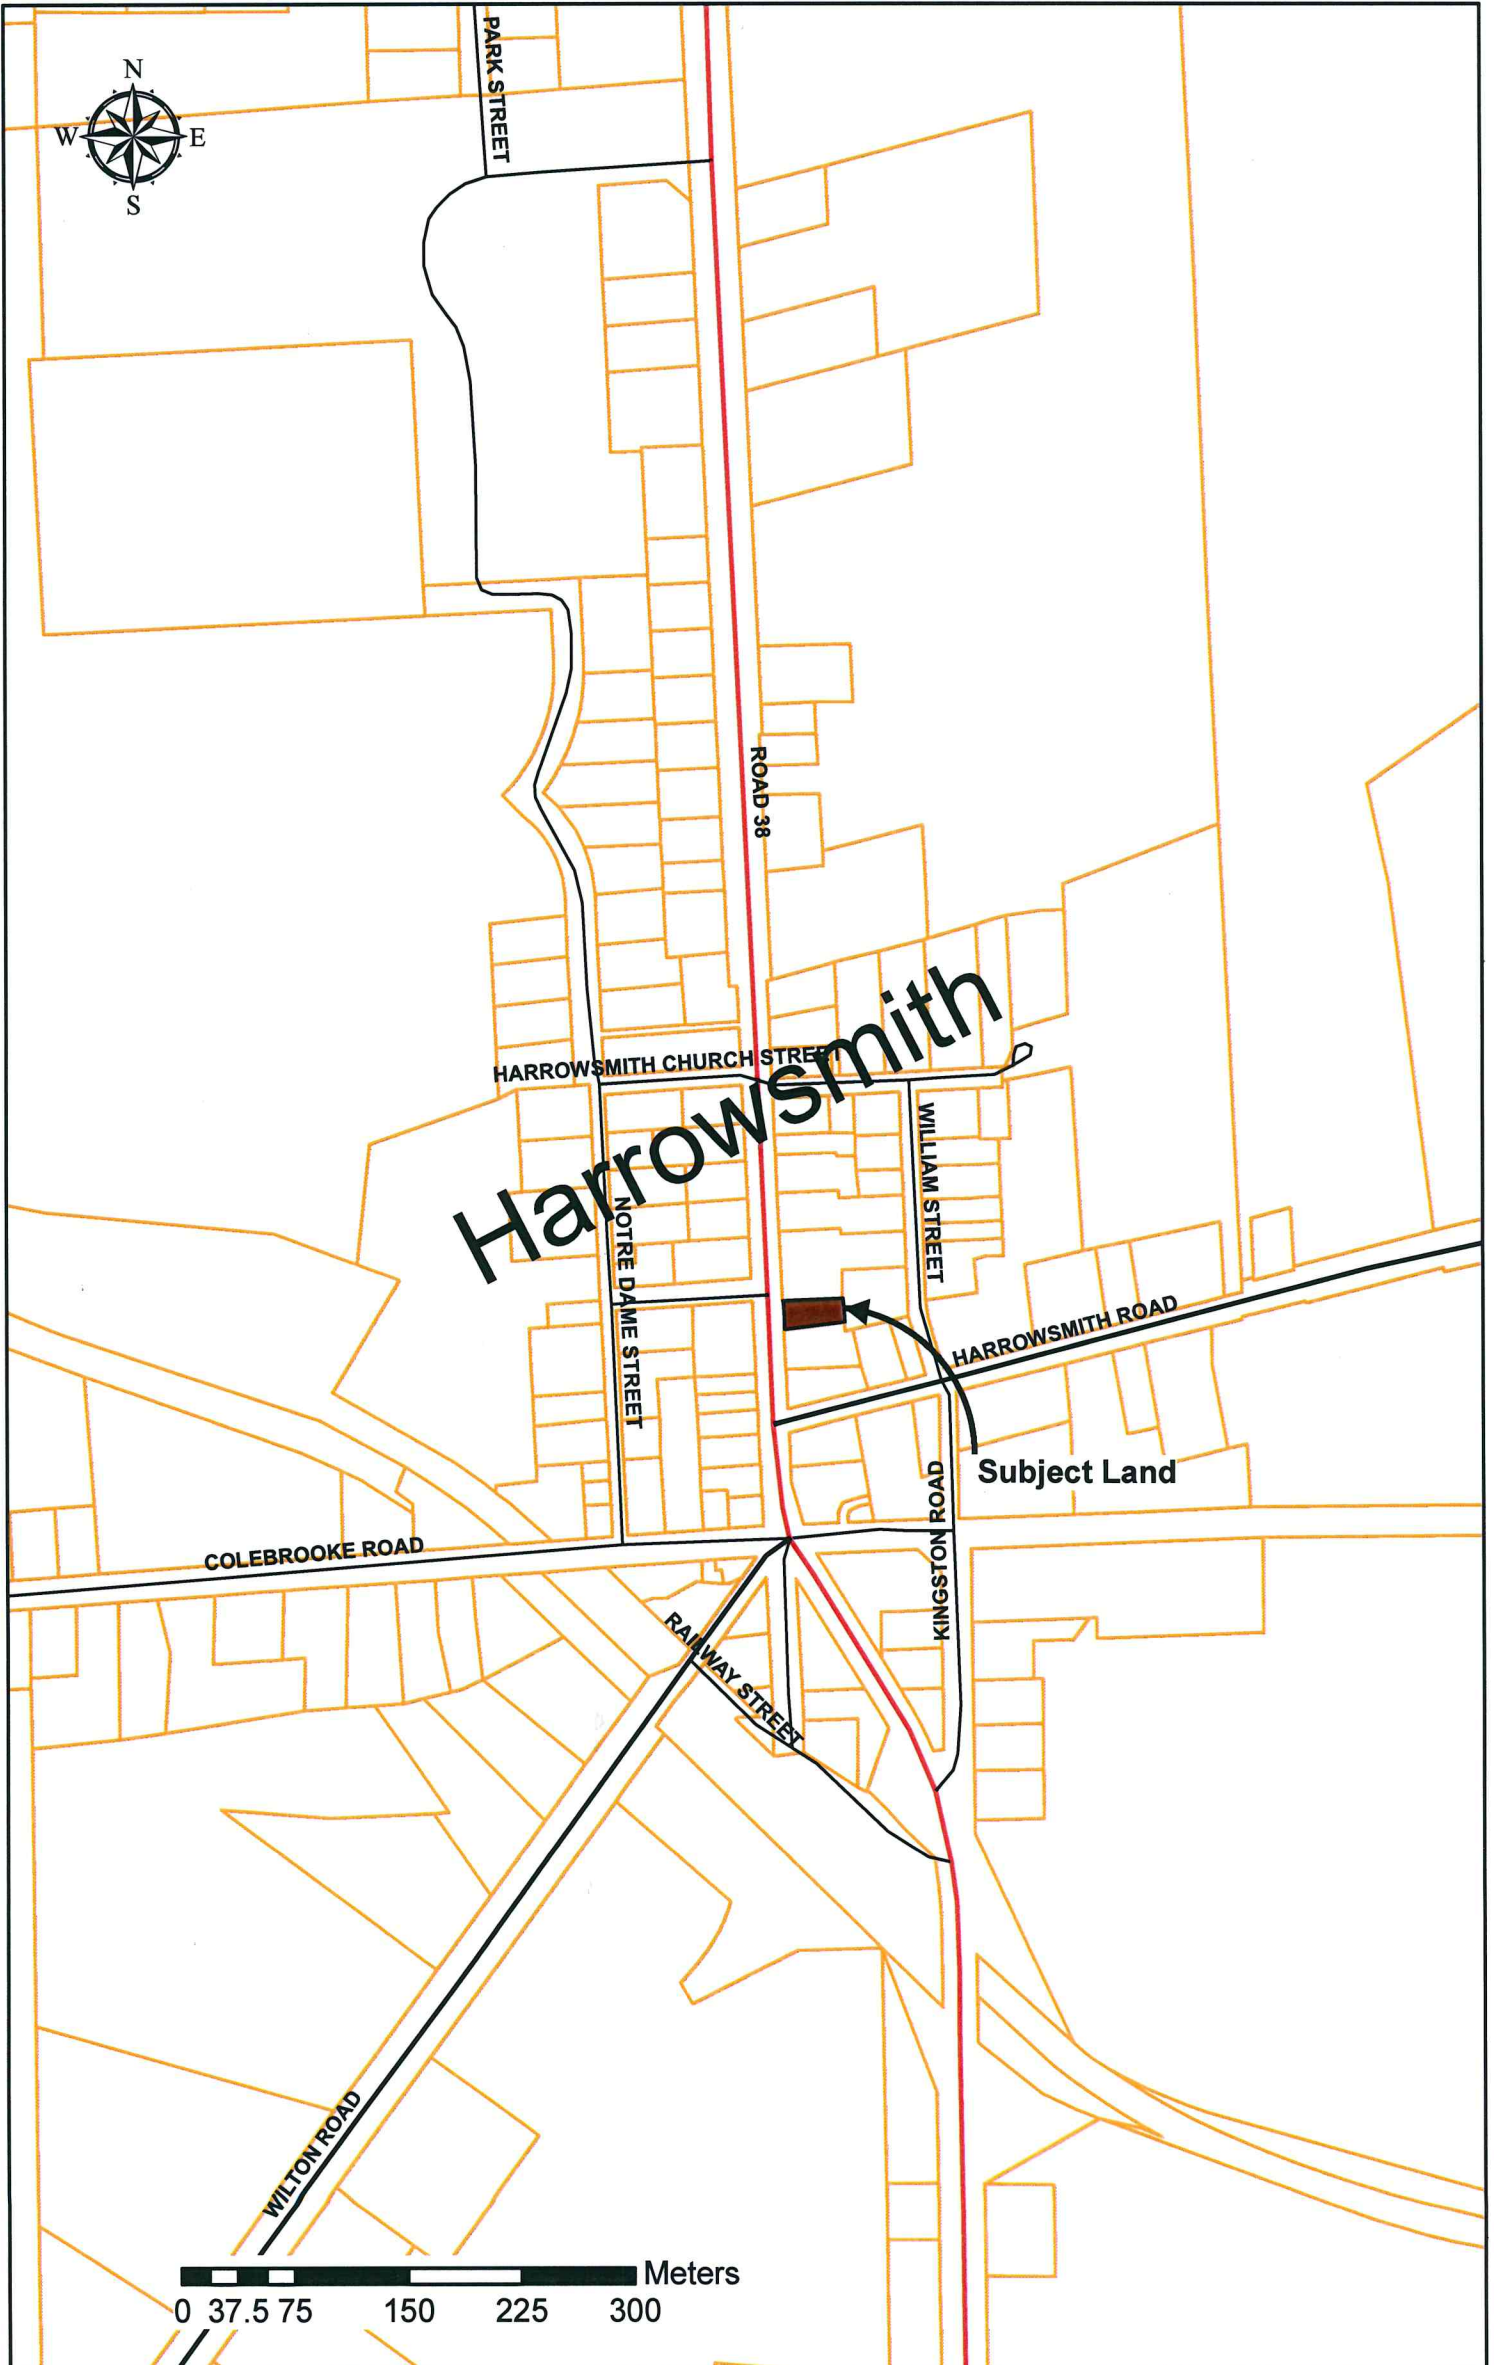 PARK STREET
N
W
E
S
ROAD 38
Harrowsmith
HARROWSMITH CHURCH STREET
WILLIAM STREET
NOTRE DAME STREET
HARROWSMITH ROAD
Subject Land
KINGSTON ROAD
COLEBROOKE ROAD
RAILWAY STREET
WILTON ROAD
Meters
0 37.5 75 150 225 300